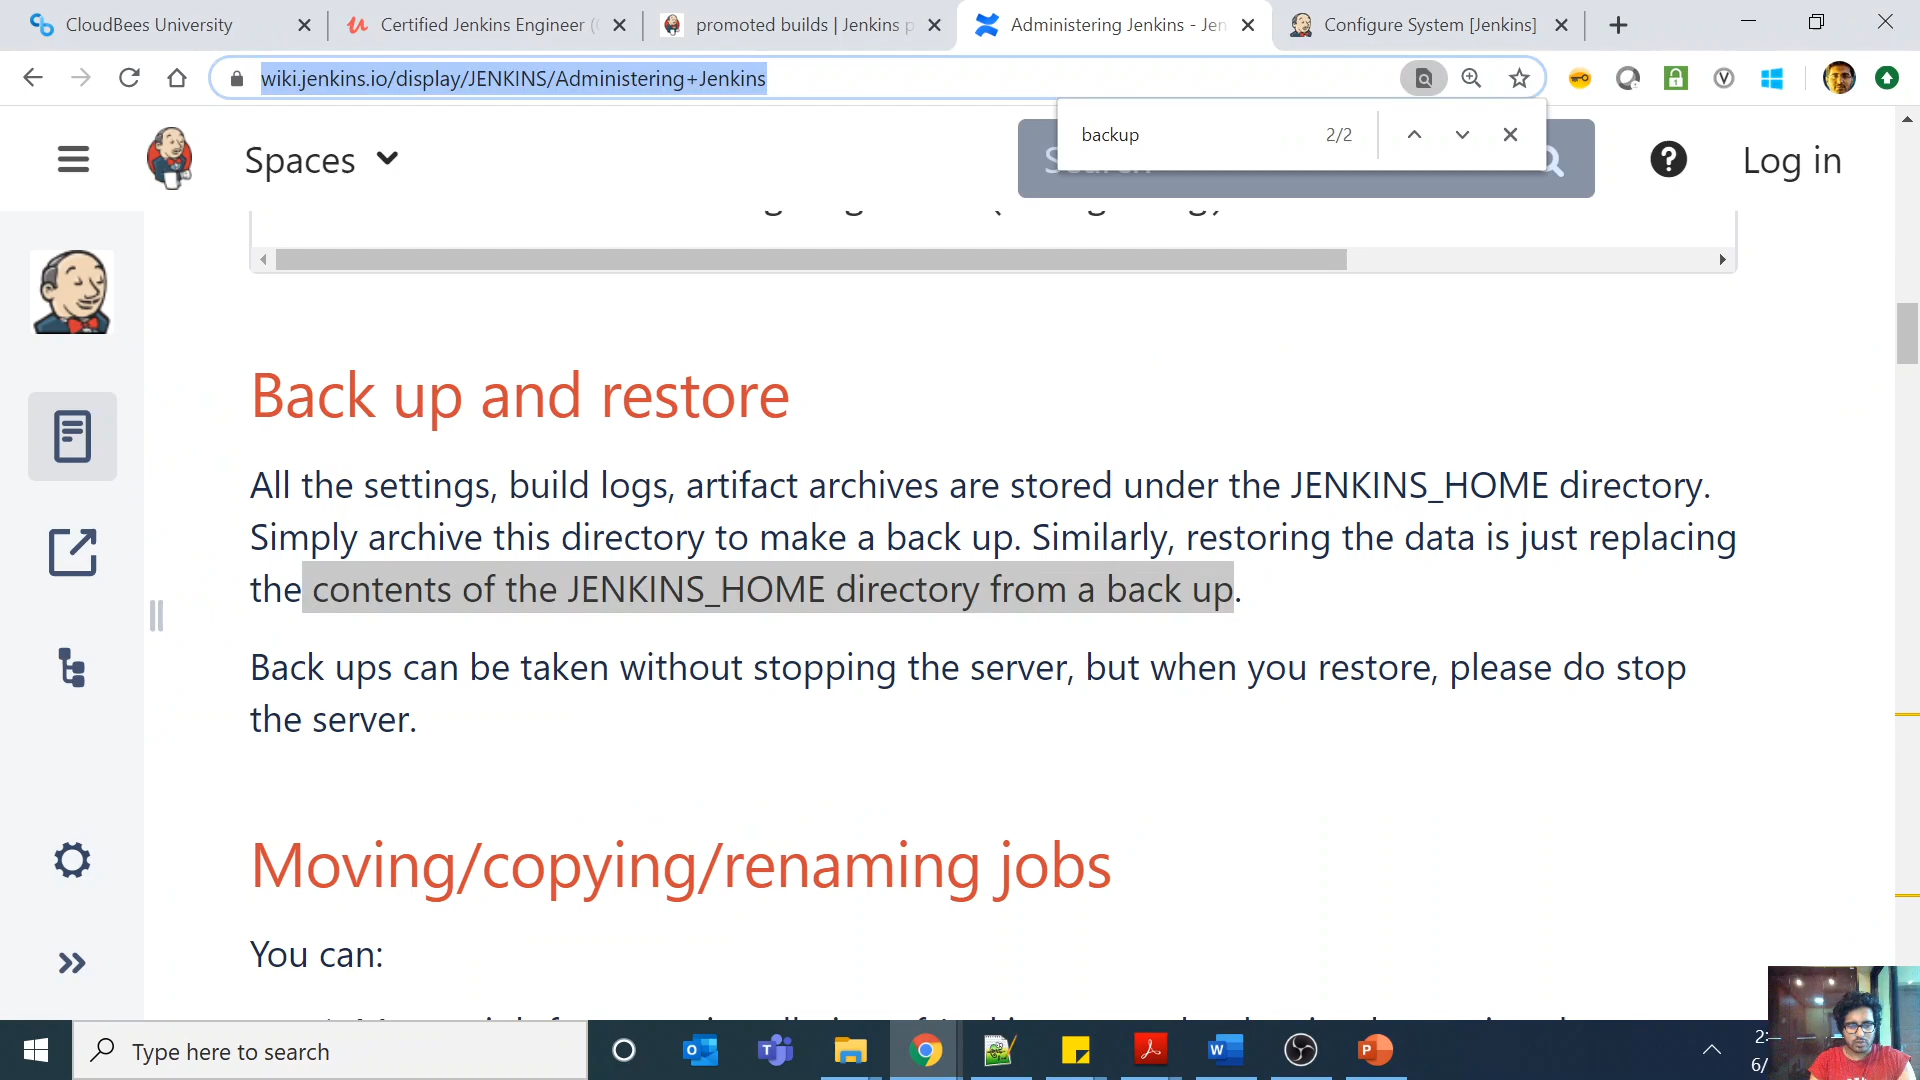 CloudBees University
Certified Jenkins Engineer (
promoted builds | Jenkins p
Administering Jenkins - Jen
Configure System [Jenkins]
wiki.jenkins.io/display/JENKINS/Administering+Jenkins
backup 2/2
Spaces
Log in
Back up and restore
All the settings, build logs, artifact archives are stored under the JENKINS_HOME directory.
Simply archive this directory to make a back up. Similarly, restoring the data is just replacing
the contents of the JENKINS_HOME directory from a back up.
Back ups can be taken without stopping the server, but when you restore, please do stop
the server.
Moving/copying/renaming jobs
You can:
Type here to search
2:
6/